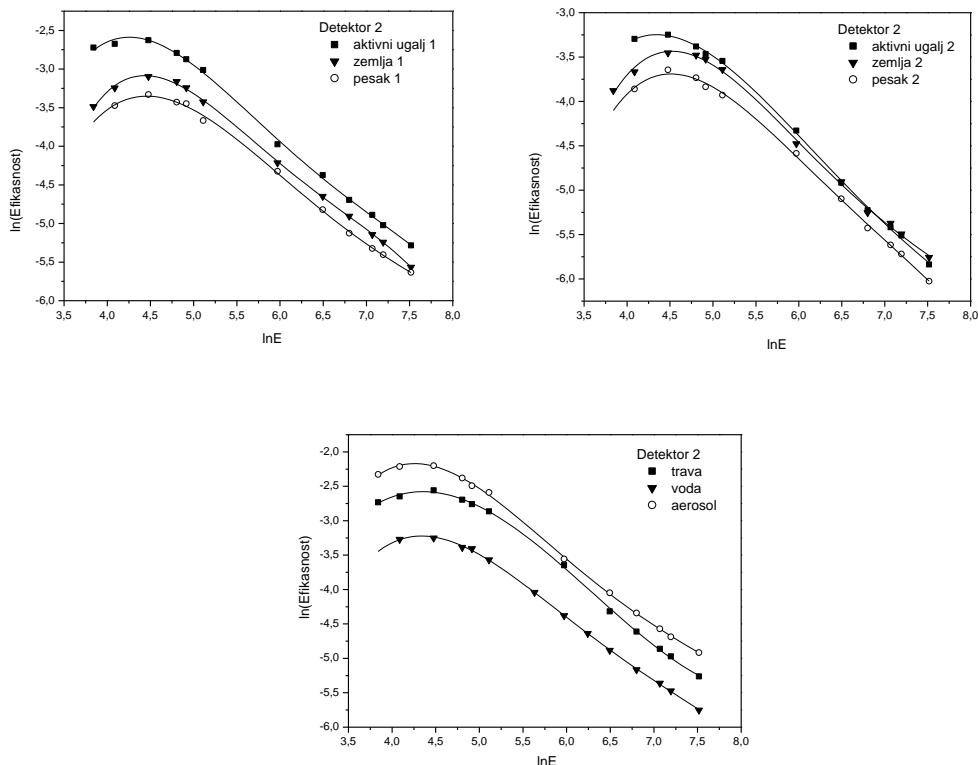 Detektor 2
aktivni ugalj 1
zemlja 1
pesak 1
ln(Efikasnost)
-2,5
-3,0
-3,5
-4,0
-4,5
-5,0
-5,5
-6,0
3,5 4,0 4,5 5,0 5,5 6,0 6,5 7,0 7,5 8,0
lnE
Detektor 2
aktivni ugalj 2
zemlja 2
pesak 2
ln(Efikasnost)
-3,0
-3,5
-4,0
-4,5
-5,0
-5,5
-6,0
3,5 4,0 4,5 5,0 5,5 6,0 6,5 7,0 7,5 8,0
lnE
Detektor 2
trava
voda
aerosol
ln(Efikasnost)
-2,0
-2,5
-3,0
-3,5
-4,0
-4,5
-5,0
-5,5
-6,0
3,5 4,0 4,5 5,0 5,5 6,0 6,5 7,0 7,5 8,0
lnE